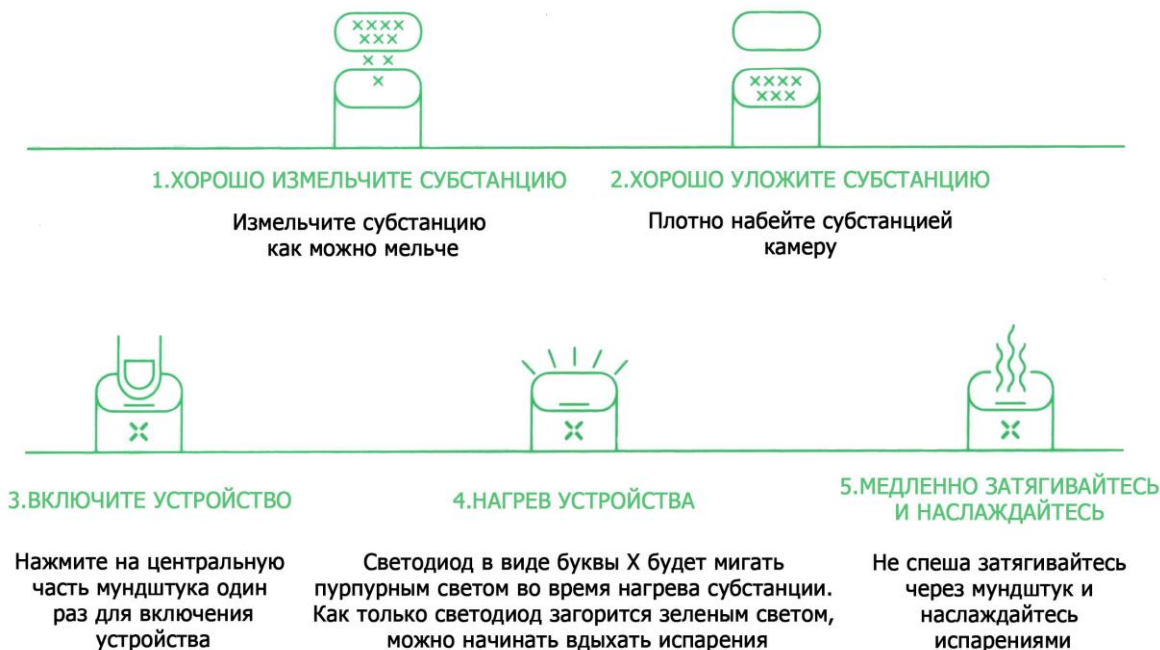 1.ХОРОШО ИЗМЕЛЬЧИТЕ СУБСТАНЦИЮ
Измельчите субстанцию
как можно мельче
2.ХОРОШО УЛОЖИТЕ СУБСТАНЦИЮ
Плотно набейте субстанцией
камеру
3.ВКЛЮЧИТЕ УСТРОЙСТВО
Нажмите на центральную
часть мундштука один
раз для включения
устройства
4.НАГРЕВ УСТРОЙСТВА
Светодиод в виде буквы Х будет мигать
пурпурным светом во время нагрева субстанции.
Как только светодиод загорится зеленым светом,
можно начинать вдыхать испарения
5.МЕДЛЕННО ЗАТЯГИВАЙТЕСЬ
И НАСЛАЖДАЙТЕСЬ
Не спеша затягивайтесь
через мундштук и
наслаждайтесь
испарениями